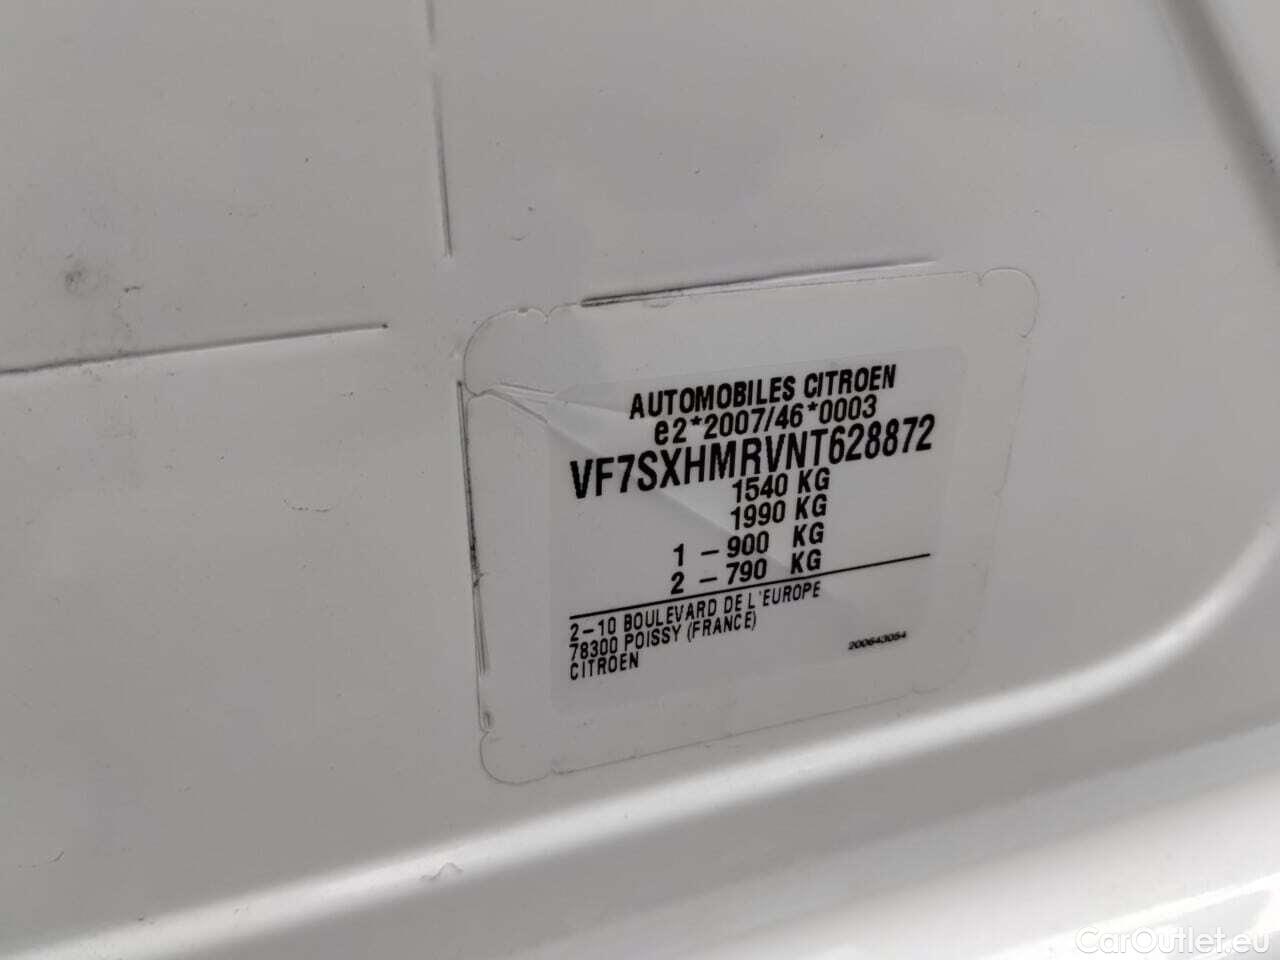 AUTOMOBILES CITROEN
e2*2007/46*0003
VF7SXHMRVNT628872
1540 KG
1990 KG
1 - 900 KG
2 - 790 KG
2-10 BOULEVARD DE L'EUROPE
78300 POISSY (FRANCE)
CITROEN
200643054
CarOutlet.eu